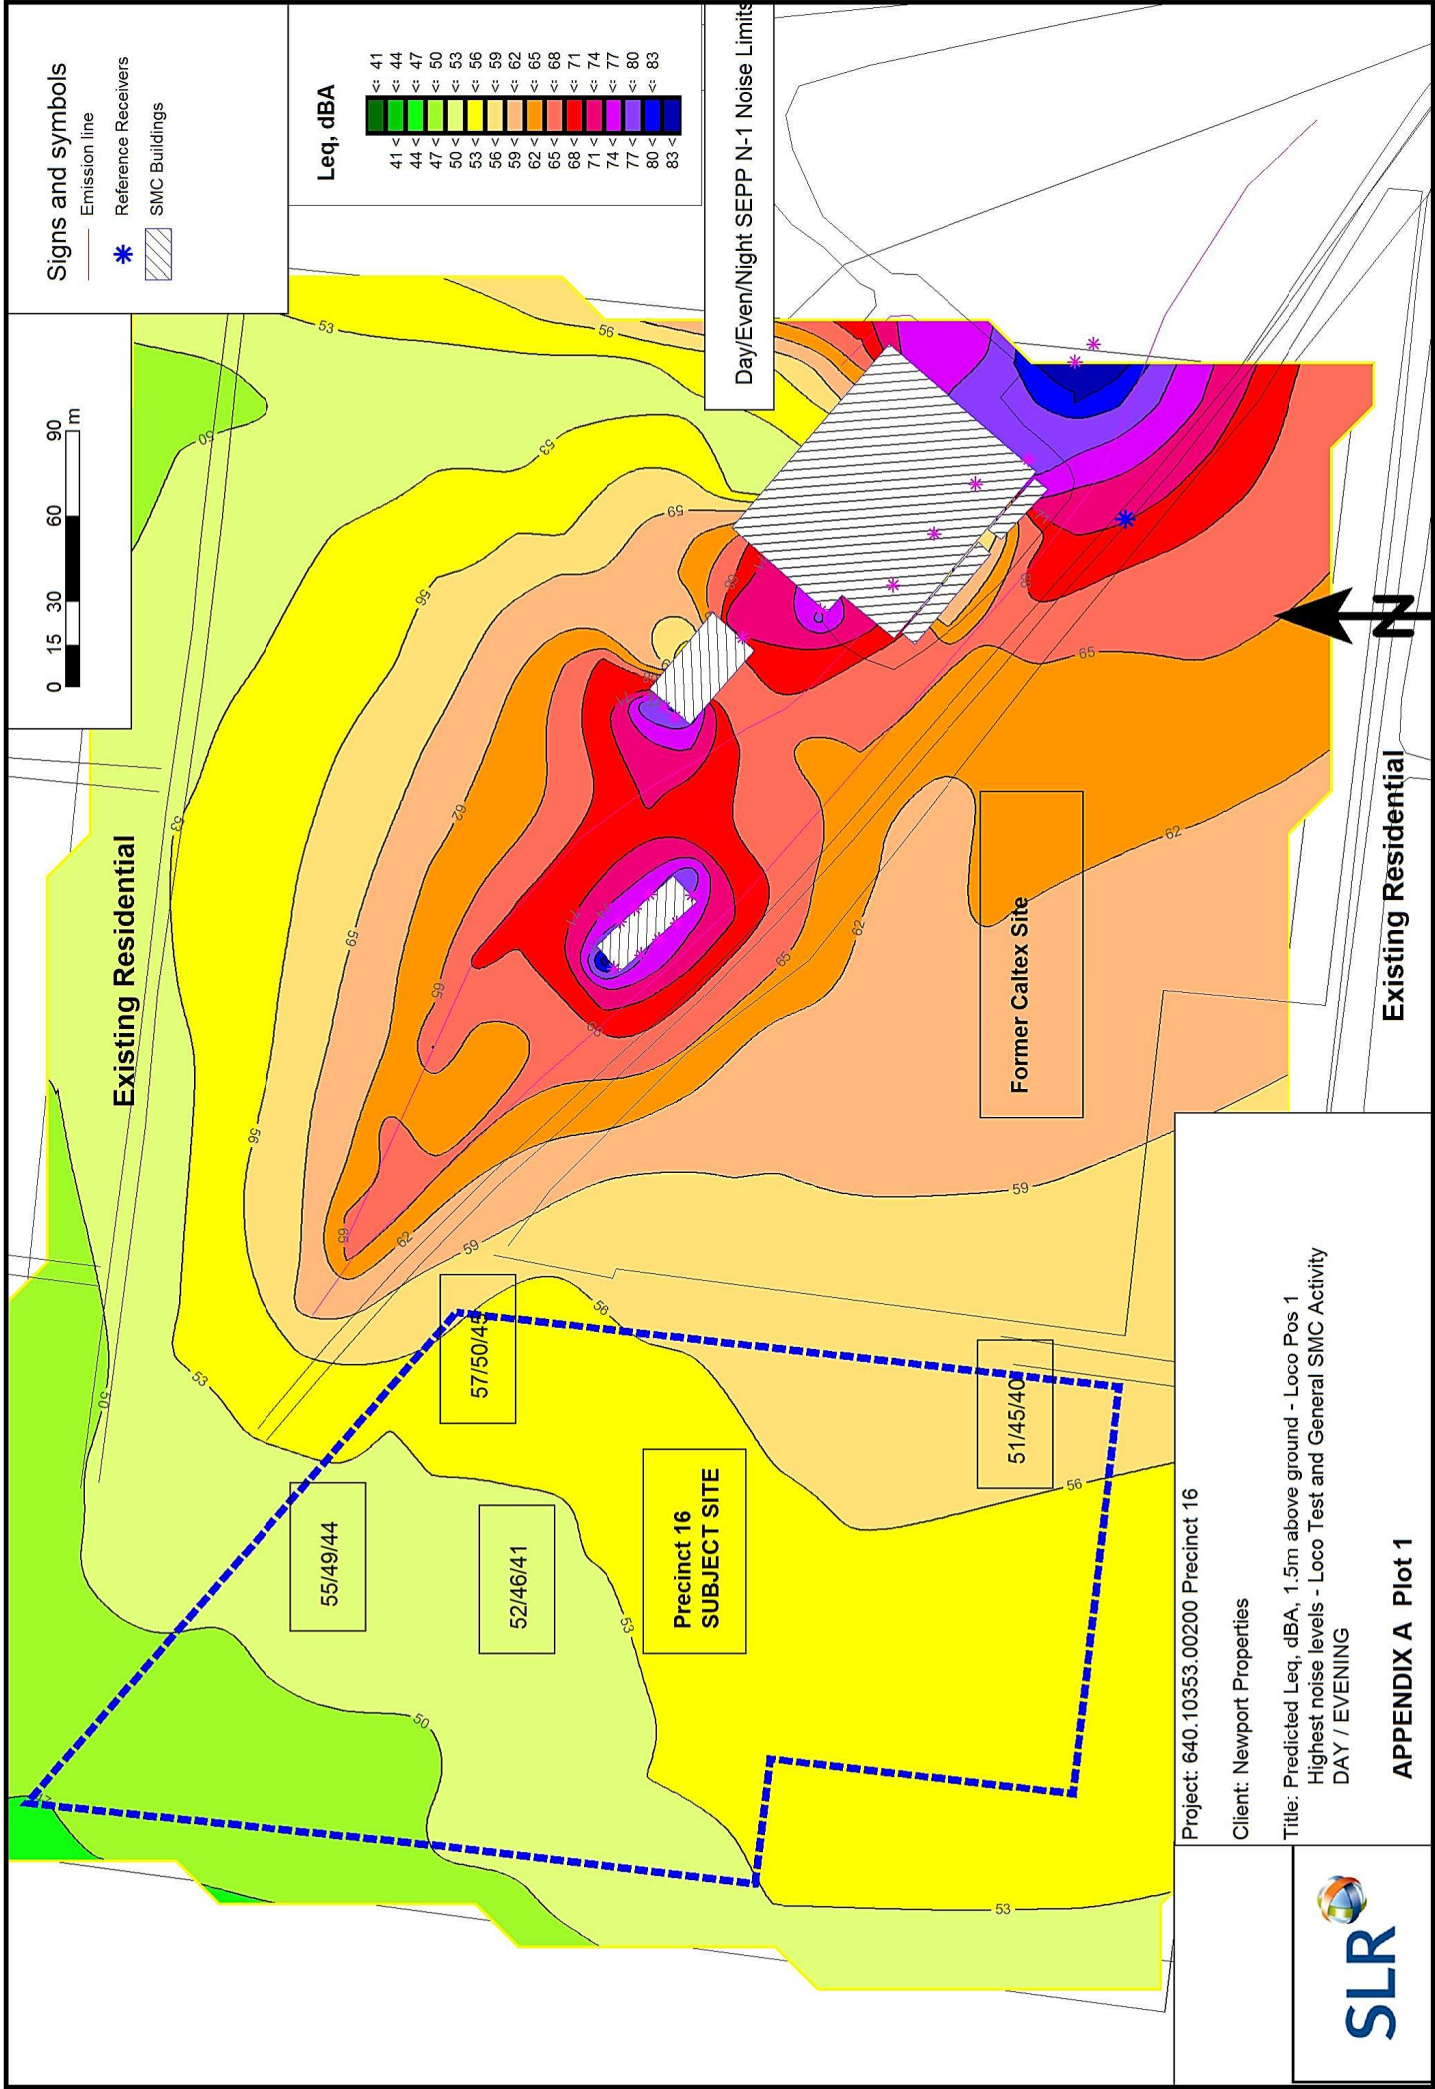 Signs and symbols
Emission line
Reference Receivers
SMC Buildings
Leq, dBA
<= 41
41 < <= 44
44 < <= 47
47 < <= 50
50 < <= 53
53 < <= 56
56 < <= 59
59 < <= 62
62 < <= 65
65 < <= 68
68 < <= 71
71 < <= 74
74 < <= 77
77 < <= 80
80 < <= 83
83 <
Day/Even/Night SEPP N-1 Noise Limits
0 15 30 60 90
m
Existing Residential
Existing Residential
Former Caltex Site
Precinct 16
SUBJECT SITE
55/49/44
52/46/41
57/50/45
51/45/40
N
53
56
50
53
59
56
53
62
59
65
56
65
62
59
65
62
65
62
59
56
53
50
53
50
56
53
71
68
Project: 640.10353.00200 Precinct 16
Client: Newport Properties
Title: Predicted Leq, dBA, 1.5m above ground - Loco Pos 1
Highest noise levels - Loco Test and General SMC Activity
DAY / EVENING
APPENDIX A Plot 1
SLR